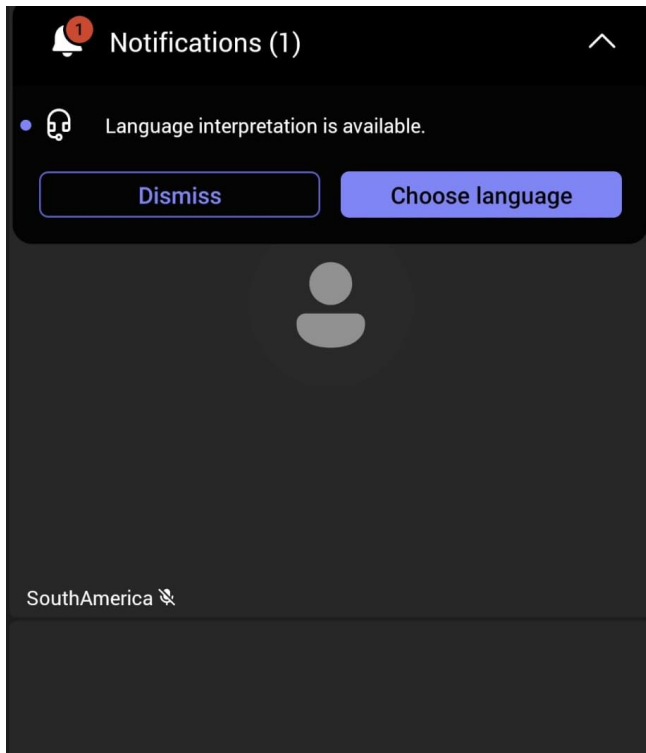 1
Notifications (1)
Language interpretation is available.
Dismiss
Choose language
SouthAmerica